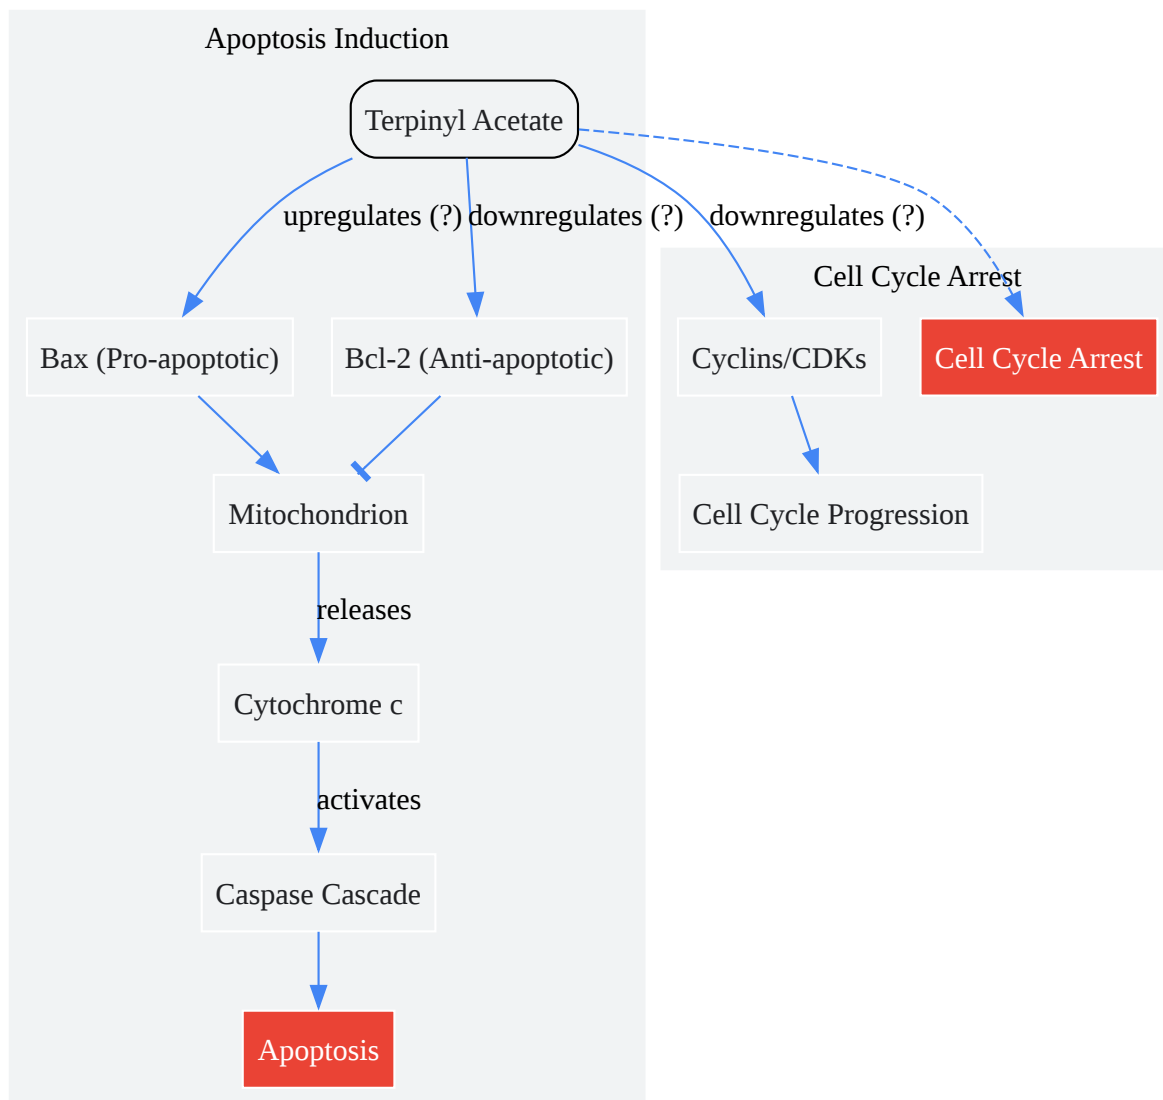 Apoptosis Induction
Terpinyl Acetate
upregulates (?)
downregulates (?)
downregulates (?)
Cell Cycle Arrest
Bax (Pro-apoptotic)
Bcl-2 (Anti-apoptotic)
Cyclins/CDKs
Cell Cycle Arrest
Mitochondrion
Cell Cycle Progression
releases
Cytochrome c
activates
Caspase Cascade
Apoptosis